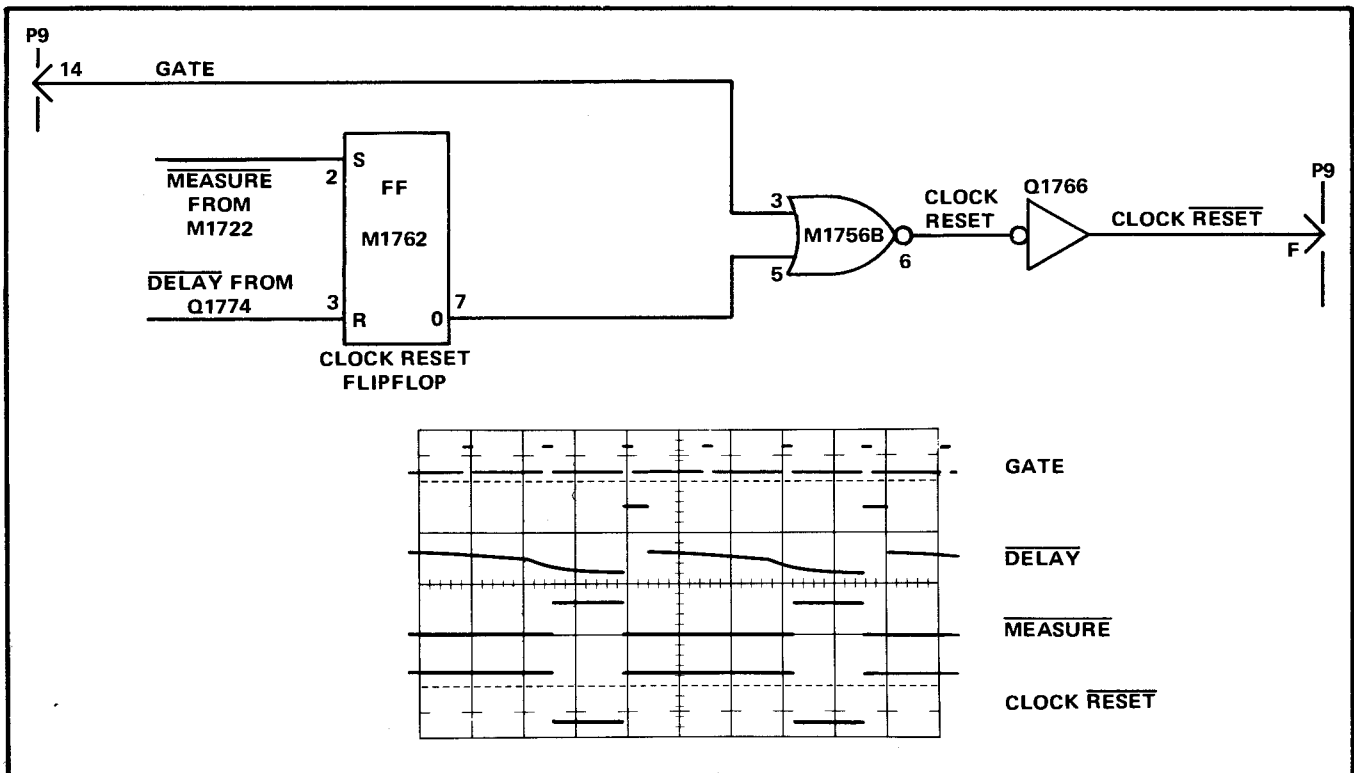 P9
14 GATE
MEASURE
FROM
M1722
2
S
FF
M1762
DELAY FROM
Q1774
3
R
0
7
CLOCK RESET
FLIPFLOP
3
5
M1756B
6
CLOCK
RESET
Q1766
CLOCK RESET
P9
F
GATE
DELAY
MEASURE
CLOCK RESET